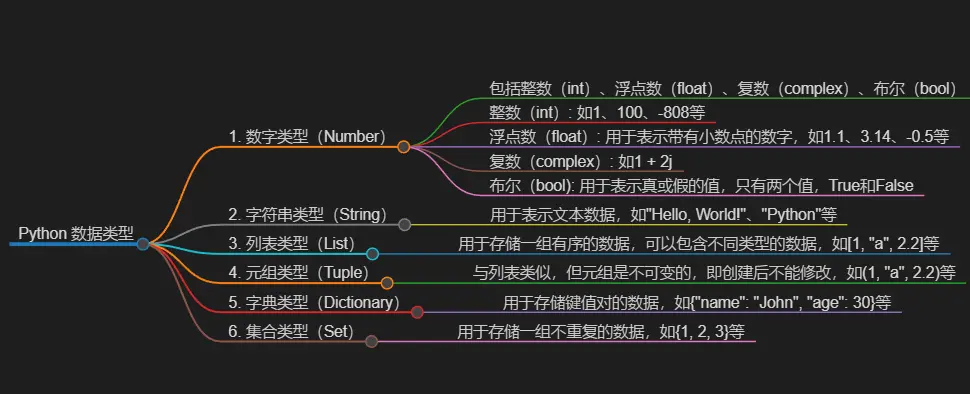 Python 数据类型
1. 数字类型（Number）
包括整数（int）、浮点数（float）、复数（complex）、布尔（bool）
整数（int）: 如1、100、-808等
浮点数（float）: 用于表示带有小数点的数字，如1.1、3.14、-0.5等
复数（complex）: 如1 + 2j
布尔（bool): 用于表示真或假的值，只有两个值，True和False
2. 字符串类型（String）
用于表示文本数据，如"Hello, World!"、"Python"等
3. 列表类型（List）
用于存储一组有序的数据，可以包含不同类型的数据，如[1, "a", 2.2]等
4. 元组类型（Tuple）
与列表类似，但元组是不可变的，即创建后不能修改，如(1, "a", 2.2)等
5. 字典类型（Dictionary）
用于存储键值对的数据，如{"name": "John", "age": 30}等
6. 集合类型（Set）
用于存储一组不重复的数据，如{1, 2, 3}等